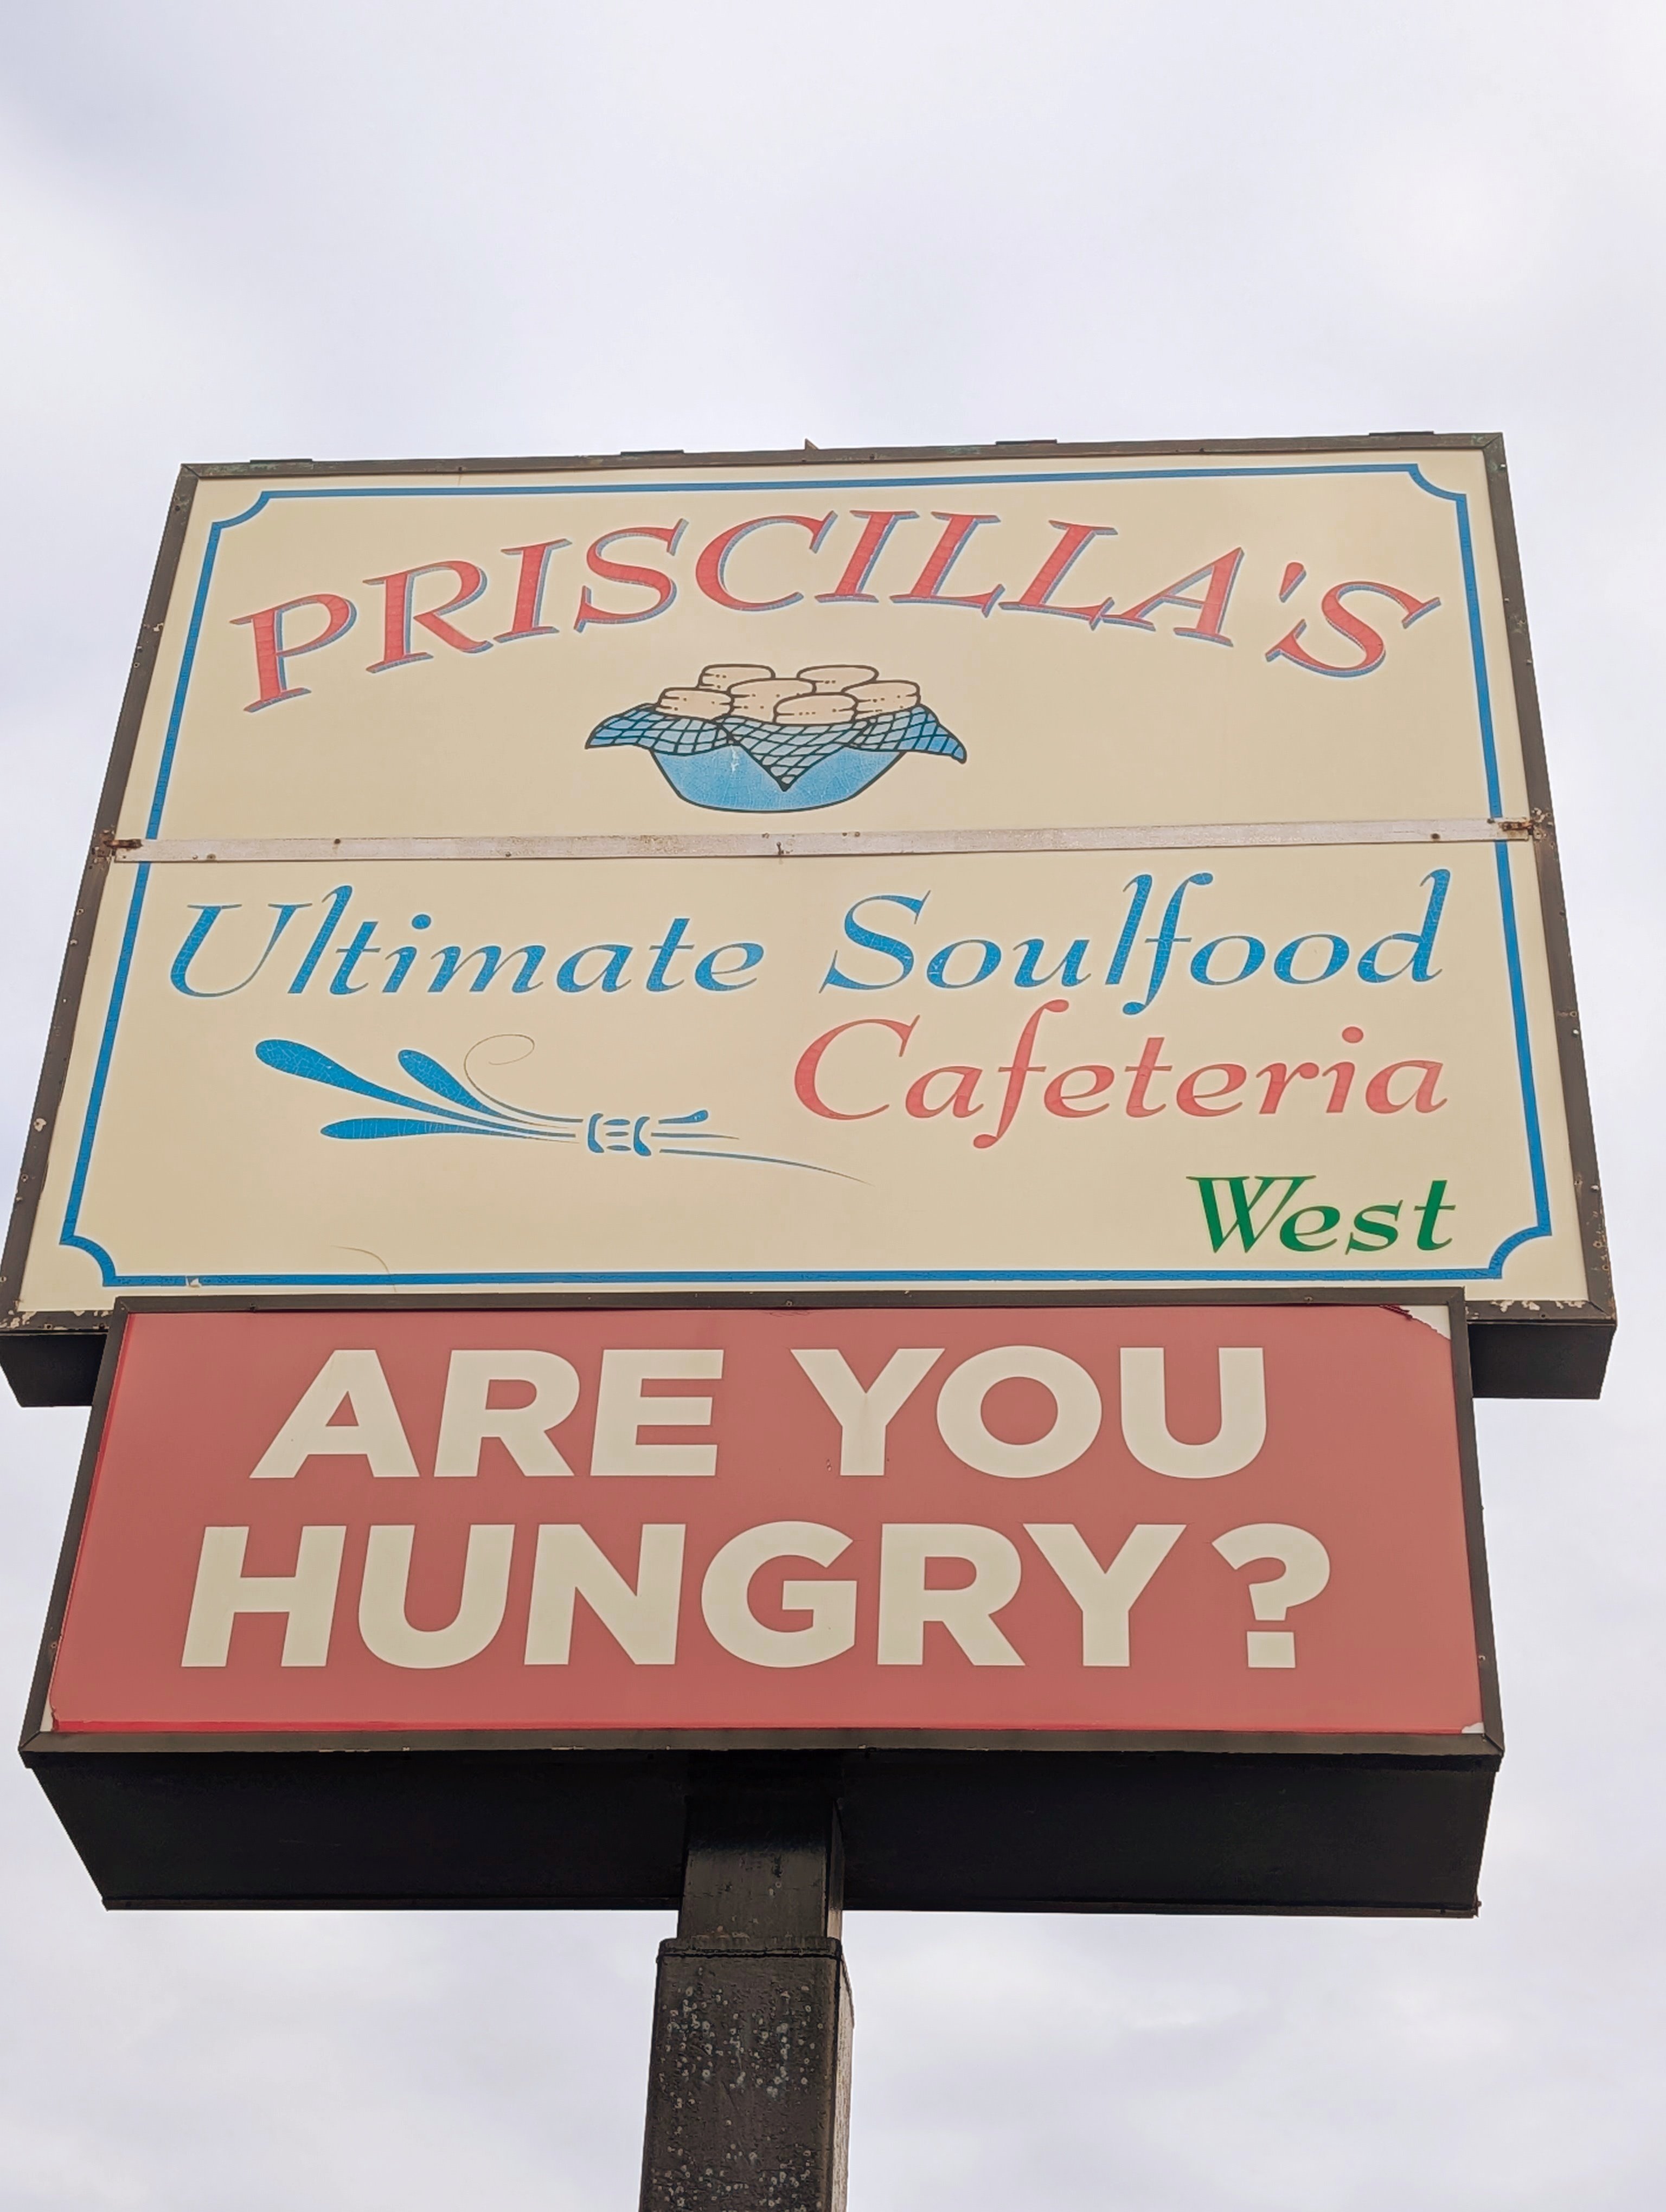 PRISCILLA'S
Ultimate Soulfood
Cafeteria
West
ARE YOU
HUNGRY?